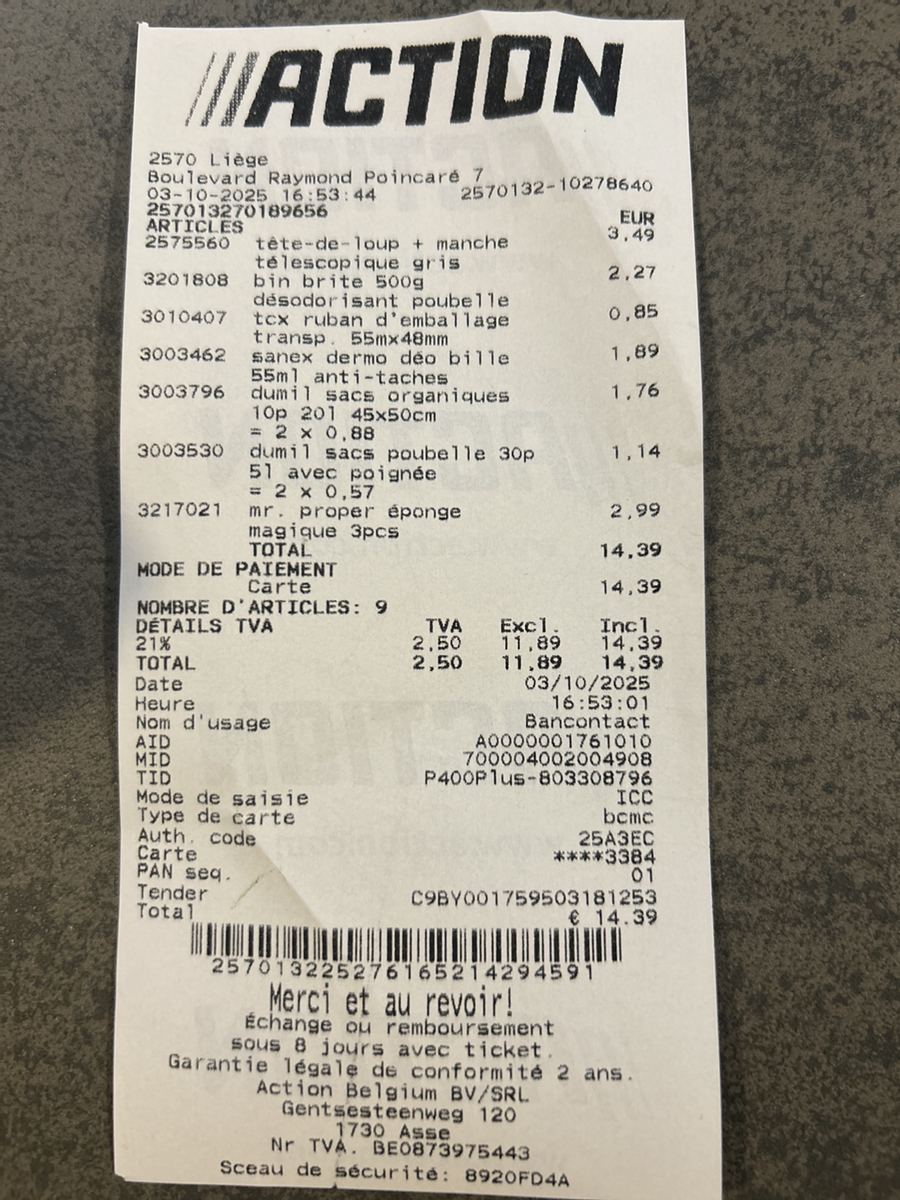 ///ACTION
2570 Liège
Boulevard Raymond Poincaré 7
03-10-2025 16:53:44 2570132-10278640
257013270189656
ARTICLES EUR
2575560 tête-de-loup + manche 3,49
télescopique gris
3201808 bin brite 500g 2,27
désodorisant poubelle
3010407 tcx ruban d'emballage 0,85
transp. 55mx48mm
3003462 sanex dermo déo bille 1,89
55ml anti-taches
3003796 dumil sacs organiques 1,76
10p 20l 45x50cm
= 2 x 0,88
3003530 dumil sacs poubelle 30p 1,14
5l avec poignée
= 2 x 0,57
3217021 mr. proper éponge 2,99
magique 3pcs
TOTAL 14,39
MODE DE PAIEMENT
Carte 14,39
NOMBRE D'ARTICLES: 9
DÉTAILS TVA TVA Excl. Incl.
21% 2,50 11,89 14,39
TOTAL 2,50 11,89 14,39
Date 03/10/2025
Heure 16:53:01
Nom d'usage Bancontact
AID A0000001761010
MID 700004002004908
TID P400Plus-803308796
Mode de saisie ICC
Type de carte bcmc
Auth. code 25A3EC
Carte ****3384
PAN seq. 01
Tender C9BY001759503181253
Total € 14.39
257013225276165214294591
Merci et au revoir!
Échange ou remboursement
sous 8 jours avec ticket.
Garantie légale de conformité 2 ans.
Action Belgium BV/SRL
Gentsesteenweg 120
1730 Asse
Nr TVA. BE0873975443
Sceau de sécurité: 8920FD4A